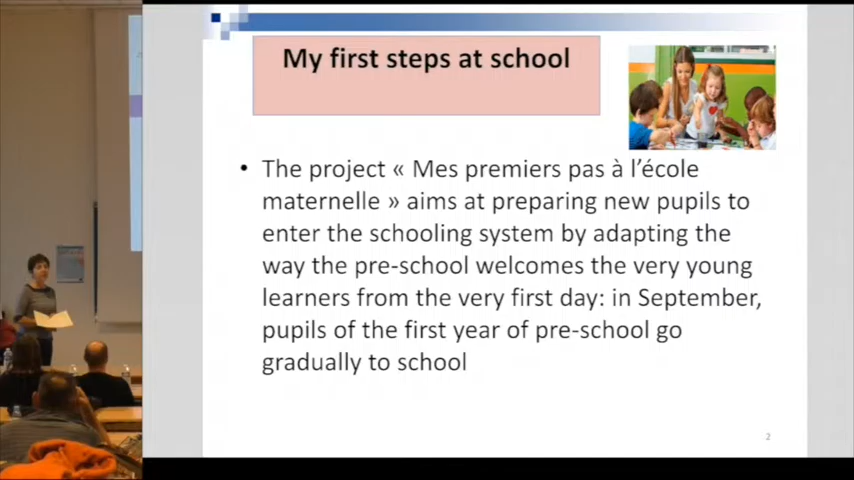 My first steps at school
• The project « Mes premiers pas à l’école
maternelle » aims at preparing new pupils to
enter the schooling system by adapting the
way the pre-school welcomes the very young
learners from the very first day: in September,
pupils of the first year of pre-school go
gradually to school
2